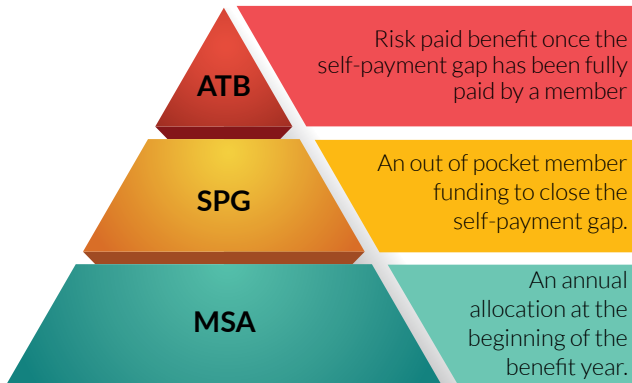 ATB
Risk paid benefit once the
self-payment gap has been fully
paid by a member
SPG
An out of pocket member
funding to close the
self-payment gap.
MSA
An annual
allocation at the
beginning of the
benefit year.